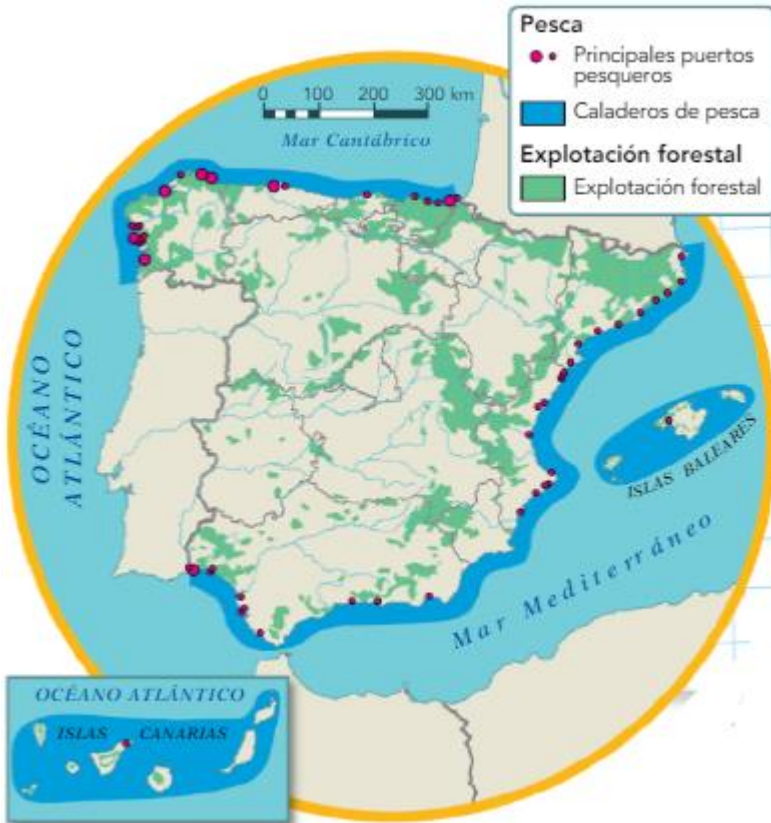 Pesca
Principales puertos
pesqueros
Caladeros de pesca
Explotación forestal
Explotación forestal
0 100 200 300 km
Mar Cantábrico
OCÉANO
ATLÁNTICO
ISLAS BALEARES
Mar Mediterráneo
OCÉANO ATLÁNTICO
ISLAS CANARIAS